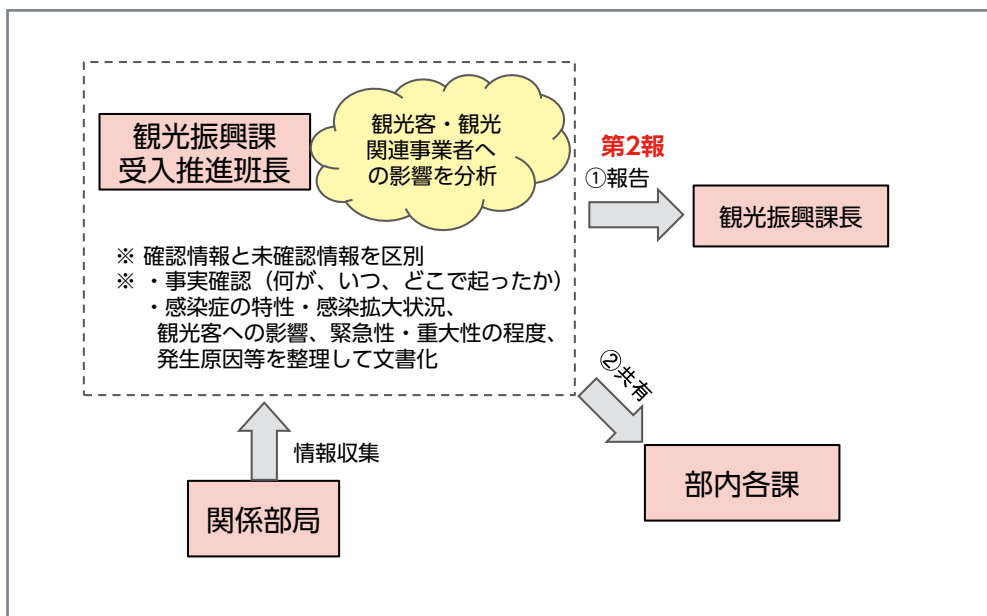 観光振興課
受入推進班長
観光客・観光
関連事業者へ
の影響を分析
第2報
①報告
観光振興課長
※ 確認情報と未確認情報を区別
※ ・事実確認（何が、いつ、どこで起ったか）
・感染症の特性・感染拡大状況、
観光客への影響、緊急性・重大性の程度、
発生原因等を整理して文書化
②共有
情報収集
部内各課
関係部局